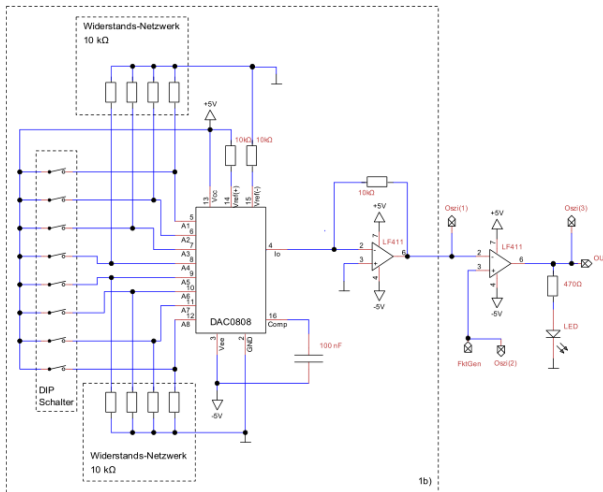 Widerstands-Netzwerk
10 kΩ
+5V
10kΩ
10kΩ
13
Vcc
14
Vref(+)
15
Vref(-)
5
A1
6
A2
7
A3
8
A4
9
A5
10
A6
11
A7
12
A8
4
Io
16
Comp
DAC0808
3
Vee
2
GND
100 nF
-5V
DIP
Schalter
Widerstands-Netzwerk
10 kΩ
1b)
10kΩ
+5V
7
LF411
2
-
3
+
6
4
-5V
Oszi(1)
+5V
7
LF411
2
-
3
+
6
4
-5V
Oszi(3)
470Ω
LED
FktGen
Oszi(2)